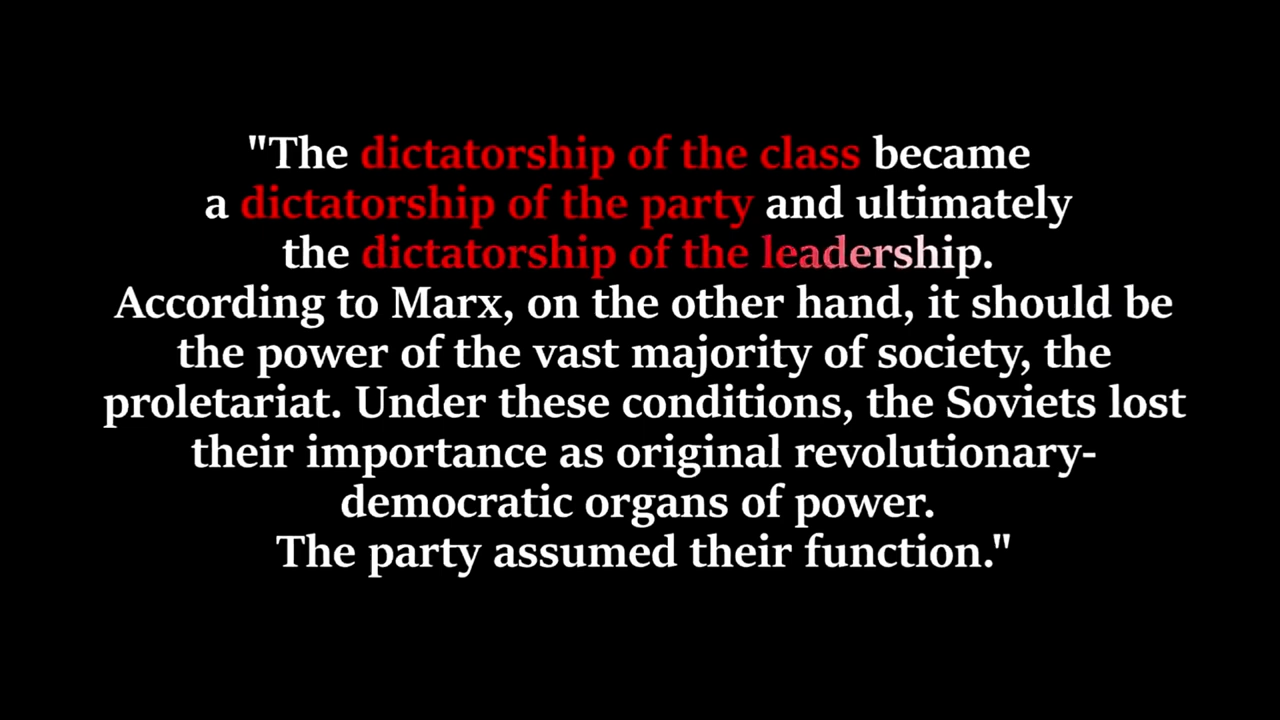 "The dictatorship of the class became
a dictatorship of the party and ultimately
the dictatorship of the leadership.
According to Marx, on the other hand, it should be
the power of the vast majority of society, the
proletariat. Under these conditions, the Soviets lost
their importance as original revolutionary-
democratic organs of power.
The party assumed their function."